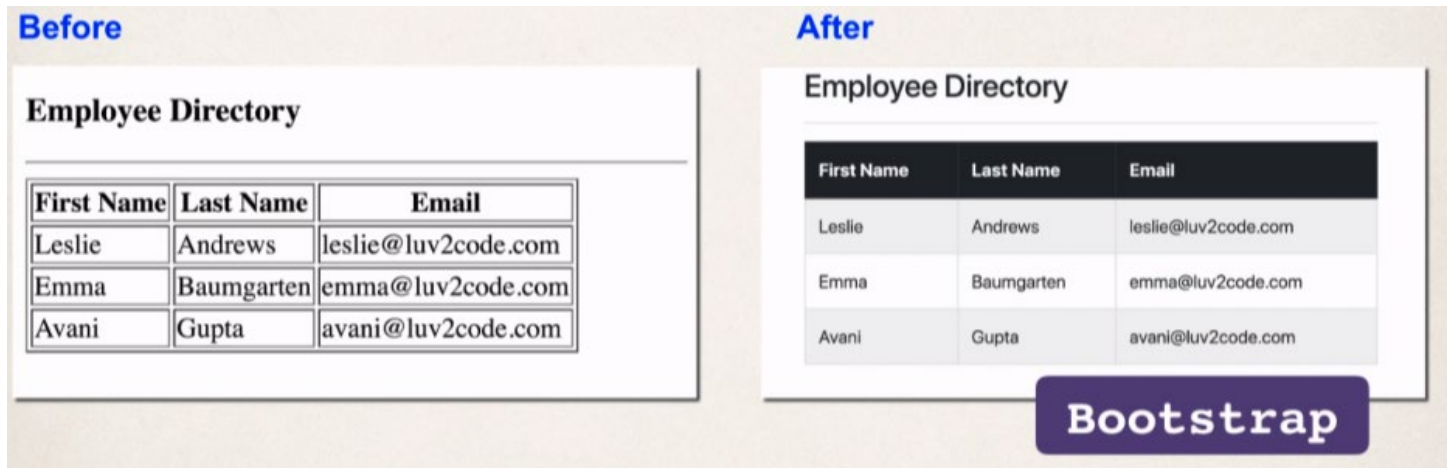 Before
Employee Directory
First Name Last Name Email
Leslie Andrews leslie@luv2code.com
Emma Baumgarten emma@luv2code.com
Avani Gupta avani@luv2code.com
After
Employee Directory
First Name Last Name Email
Leslie Andrews leslie@luv2code.com
Emma Baumgarten emma@luv2code.com
Avani Gupta avani@luv2code.com
Bootstrap